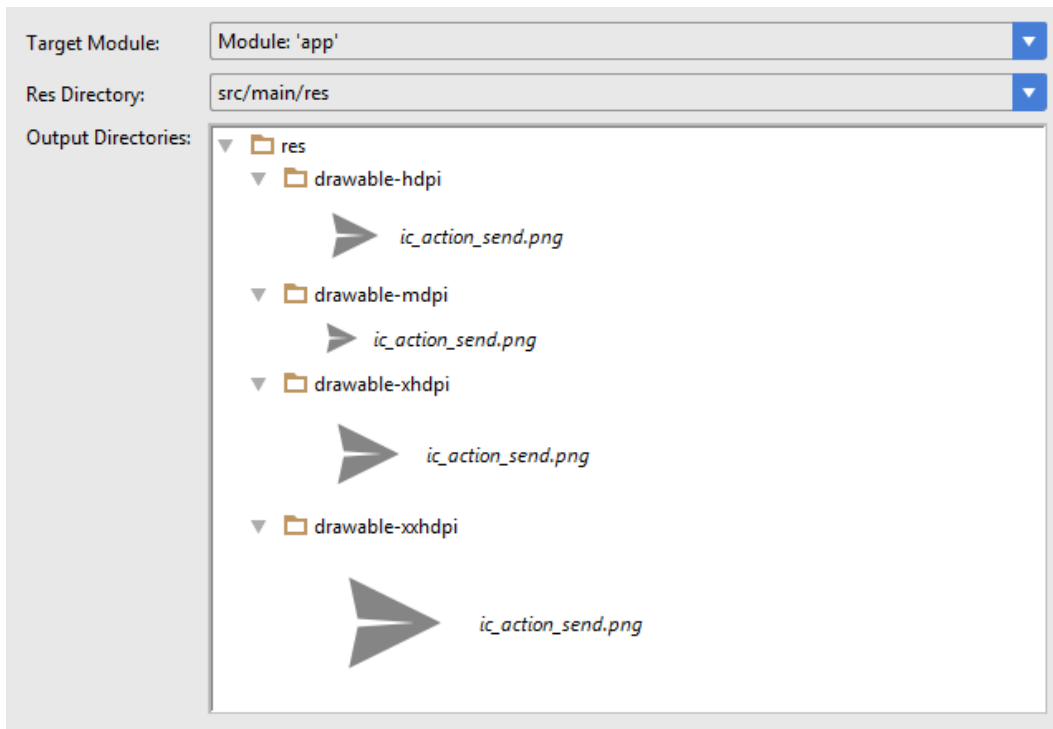 Target Module: Module: 'app'
Res Directory: src/main/res
Output Directories:
res
drawable-hdpi
ic_action_send.png
drawable-mdpi
ic_action_send.png
drawable-xhdpi
ic_action_send.png
drawable-xxhdpi
ic_action_send.png